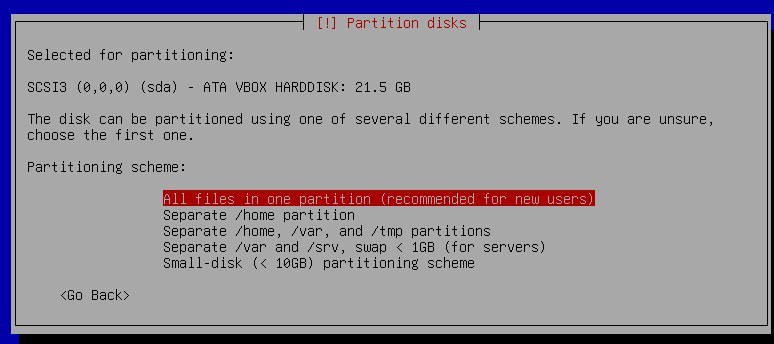 [!] Partition disks
Selected for partitioning:
SCSI3 (0,0,0) (sda) - ATA VBOX HARDDISK: 21.5 GB
The disk can be partitioned using one of several different schemes. If you are unsure,
choose the first one.
Partitioning scheme:
All files in one partition (recommended for new users)
Separate /home partition
Separate /home, /var, and /tmp partitions
Separate /var and /srv, swap < 1GB (for servers)
Small-disk (< 10GB) partitioning scheme
<Go Back>